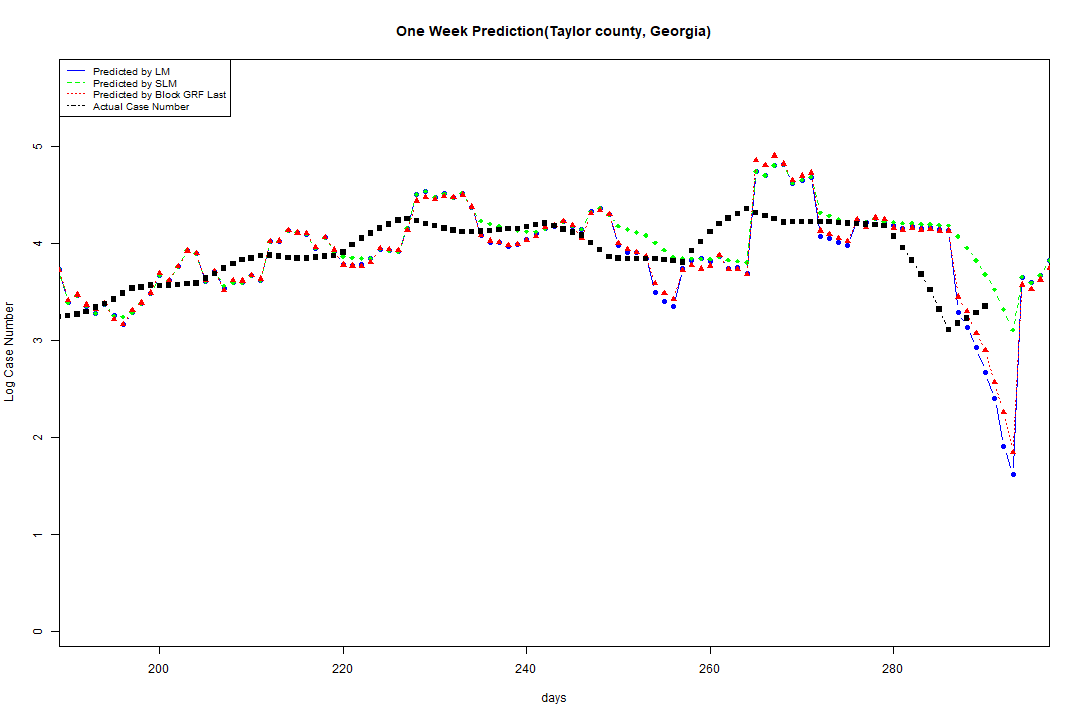 One Week Prediction(Taylor county, Georgia)
Predicted by LM
Predicted by SLM
Predicted by Block GRF Last
Actual Case Number
5
4
3
2
1
0
Log Case Number
200 220 240 260 280
days